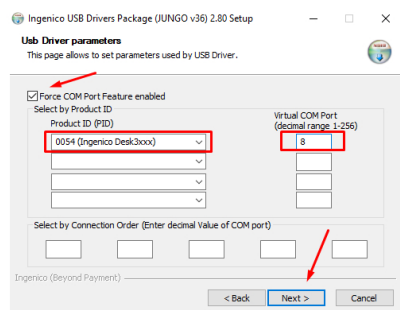 Ingenico USB Drivers Package (JUNGO v36) 2.80 Setup
Usb Driver parameters
This page allows to set parameters used by USB Driver.
Force COM Port Feature enabled
Select by Product ID
Product ID (PID)
Virtual COM Port
(decimal range 1-256)
0054 (Ingenico Desk3xxx)
8
Select by Connection Order (Enter decimal Value of COM port)
Ingenico (Beyond Payment)
< Back
Next >
Cancel